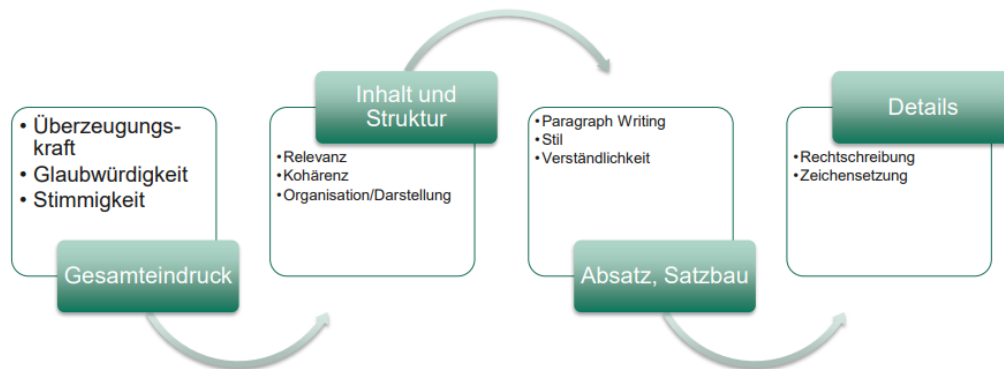 • Überzeugungs-
kraft
• Glaubwürdigkeit
• Stimmigkeit
Gesamteindruck
Inhalt und
Struktur
•Relevanz
•Kohärenz
•Organisation/Darstellung
•Paragraph Writing
•Stil
•Verständlichkeit
Absatz, Satzbau
Details
•Rechtschreibung
•Zeichensetzung